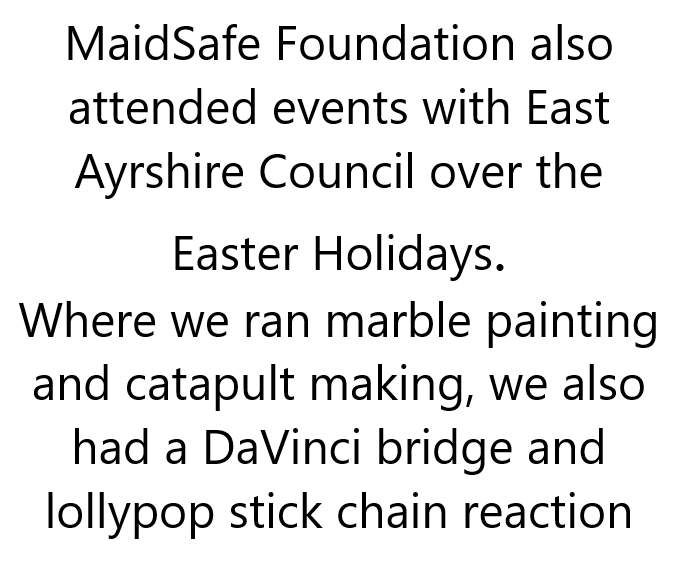 MaidSafe Foundation also
attended events with East
Ayrshire Council over the
Easter Holidays.
Where we ran marble painting
and catapult making, we also
had a DaVinci bridge and
lollypop stick chain reaction